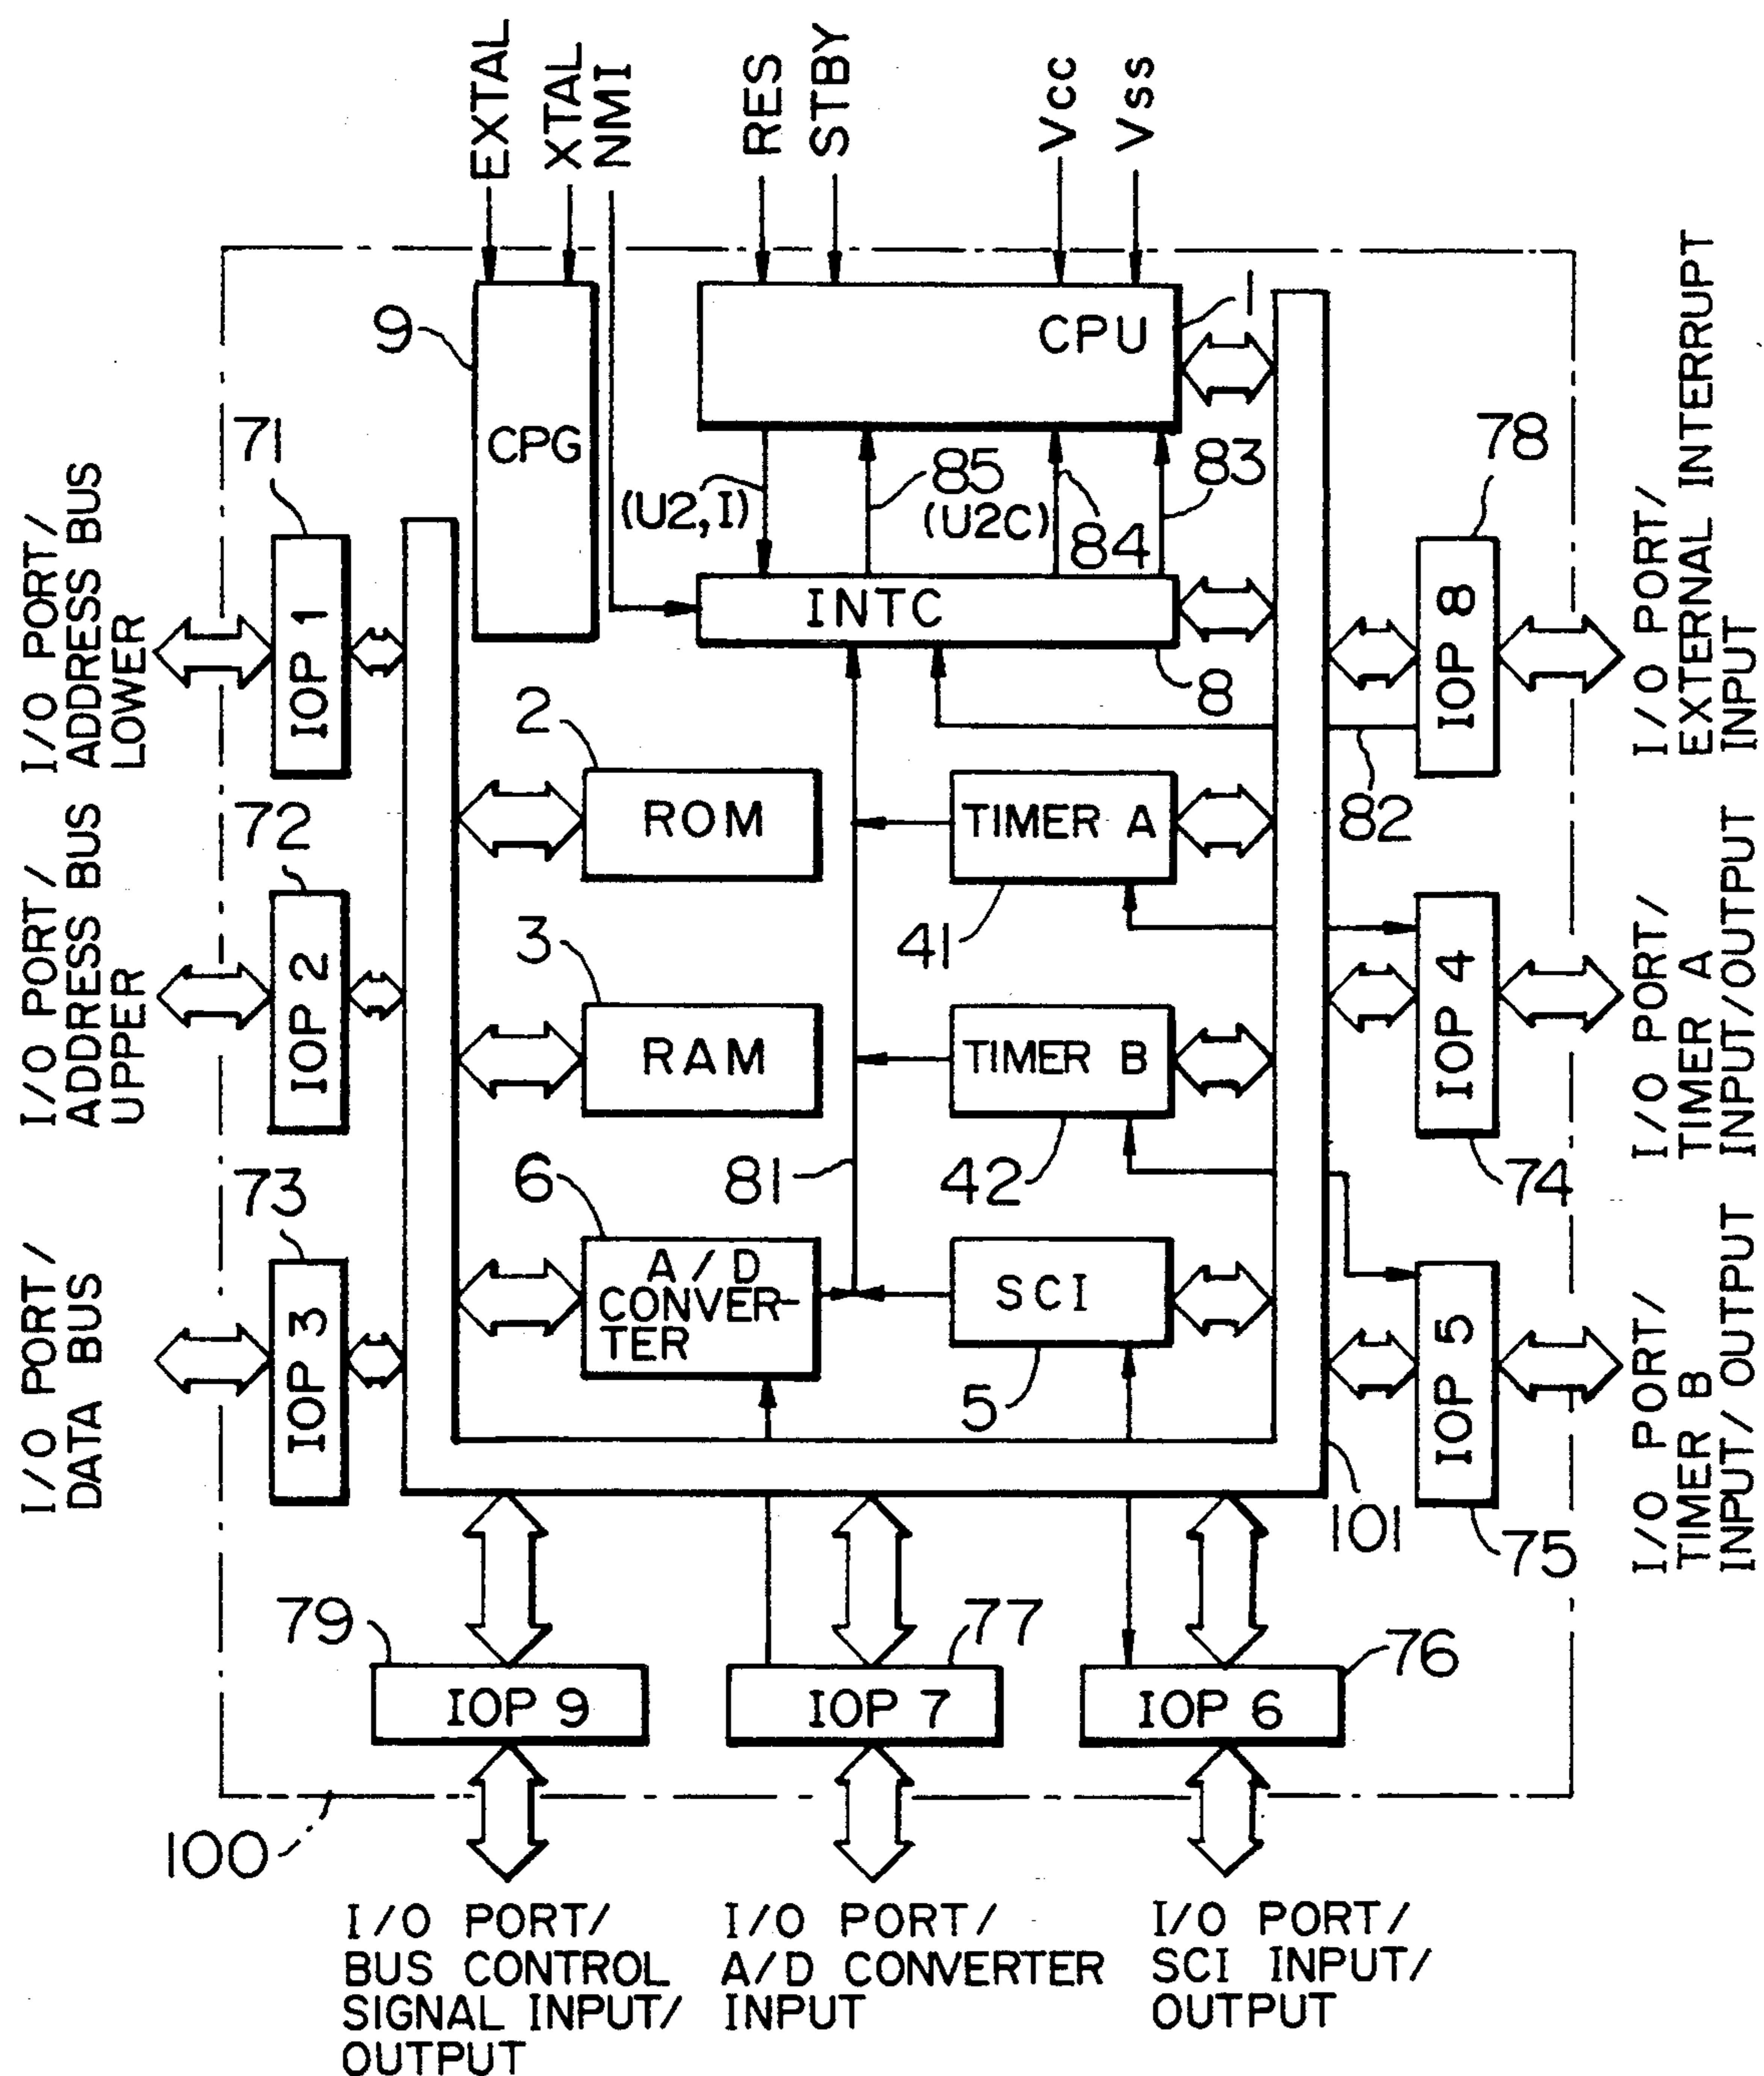 EXTAL
XTAL
NMI
RES
STBY
Vcc
Vss
9
CPG
CPU
1
(U2,I)
85
(U2C)
84
83
INTC
8
71
IOP 1
I/O PORT/
ADDRESS BUS
LOWER
78
IOP 8
I/O PORT/
EXTERNAL INTERRUPT
INPUT
82
2
ROM
TIMER A
41
72
IOP 2
I/O PORT/
ADDRESS BUS
UPPER
3
RAM
TIMER B
42
IOP 4
74
I/O PORT/
TIMER A
INPUT/OUTPUT
81
73
IOP 3
I/O PORT/
DATA BUS
6
A/D
CONVER-
TER
SCI
5
IOP 5
75
I/O PORT/
TIMER B
INPUT/OUTPUT
101
79
IOP 9
77
IOP 7
76
IOP 6
100
I/O PORT/
BUS CONTROL
SIGNAL INPUT/
OUTPUT
I/O PORT/
A/D CONVERTER
INPUT
I/O PORT/
SCI INPUT/
OUTPUT